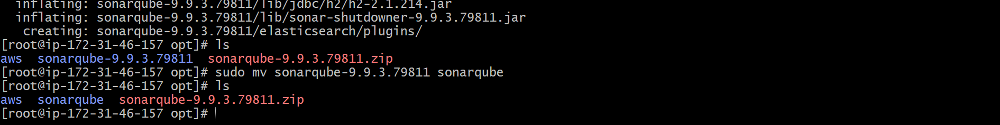 inflating: sonarqube-9.9.3.79811/lib/jdbc/h2/h2-2.1.214.jar
inflating: sonarqube-9.9.3.79811/lib/sonar-shutdowner-9.9.3.79811.jar
creating: sonarqube-9.9.3.79811/elasticsearch/plugins/
[root@ip-172-31-46-157 opt]# ls
aws  sonarqube-9.9.3.79811  sonarqube-9.9.3.79811.zip
[root@ip-172-31-46-157 opt]# sudo mv sonarqube-9.9.3.79811 sonarqube
[root@ip-172-31-46-157 opt]# ls
aws  sonarqube  sonarqube-9.9.3.79811.zip
[root@ip-172-31-46-157 opt]#